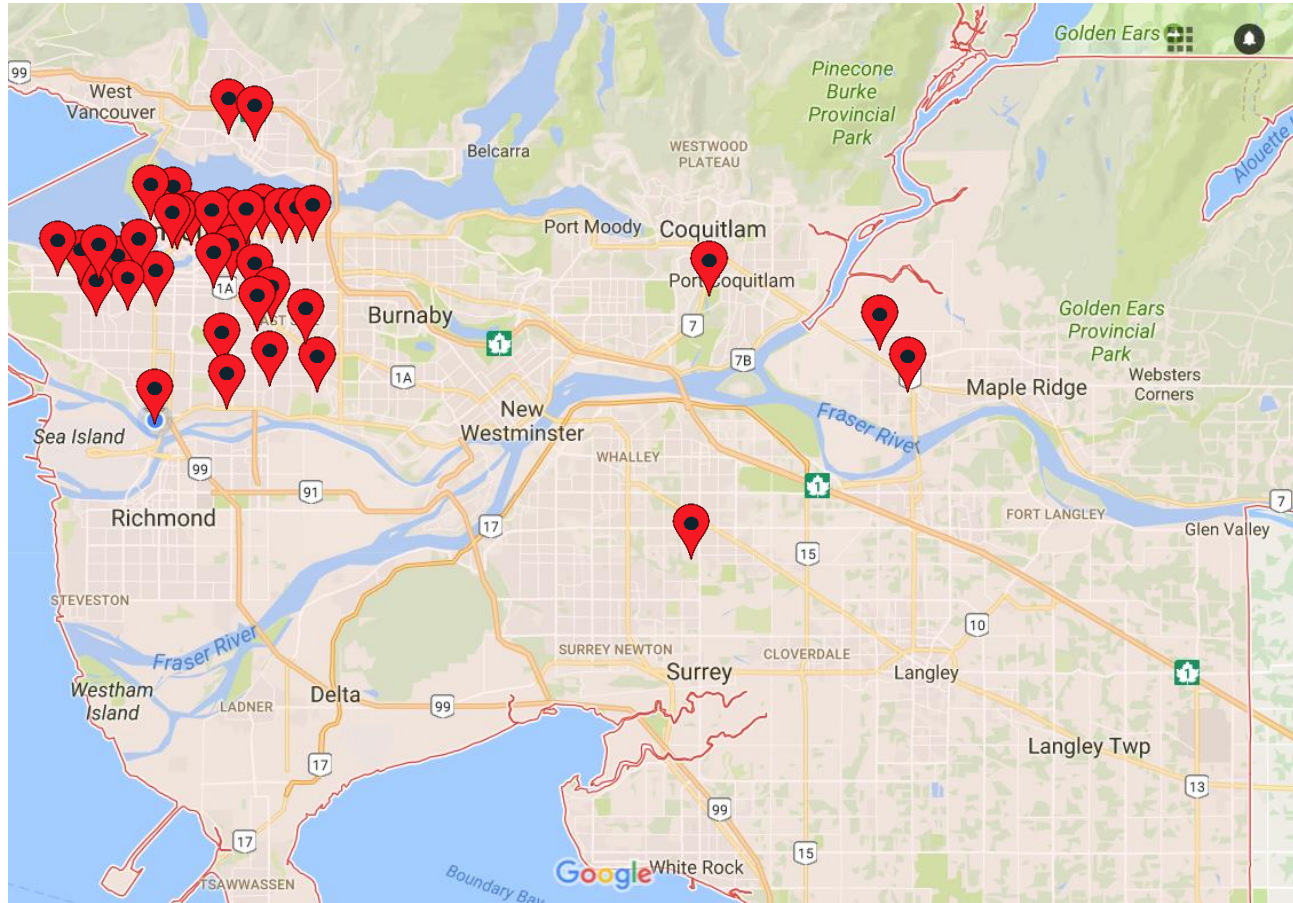 Golden Ears
99
West
Vancouver
Pinecone
Burke
Provincial
Park
WESTWOOD
PLATEAU
Belcarra
Port Moody
Coquitlam
Port Coquitlam
1A
Burnaby
1
7
7B
1A
Golden Ears
Provincial
Park
Websters
Corners
Maple Ridge
New
Westminster
Fraser River
Sea Island
WHALLEY
99
91
1
7
Richmond
17
15
FORT LANGLEY
Glen Valley
STEVESTON
Fraser River
10
SURREY NEWTON
CLOVERDALE
Surrey
Langley
1
Westham
Island
LADNER
Delta
99
Langley Twp
17
13
99
17
15
White Rock
Google
Boundary Bay
TSAWWASSEN